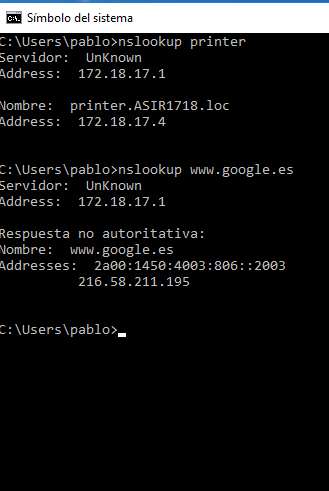 C:\. Símbolo del sistema
C:\Users\pablo>nslookup printer
Servidor:  UnKnown
Address:  172.18.17.1
Nombre:  printer.ASIR1718.loc
Address:  172.18.17.4
C:\Users\pablo>nslookup www.google.es
Servidor:  UnKnown
Address:  172.18.17.1
Respuesta no autoritativa:
Nombre:  www.google.es
Addresses:  2a00:1450:4003:806::2003
216.58.211.195
C:\Users\pablo>